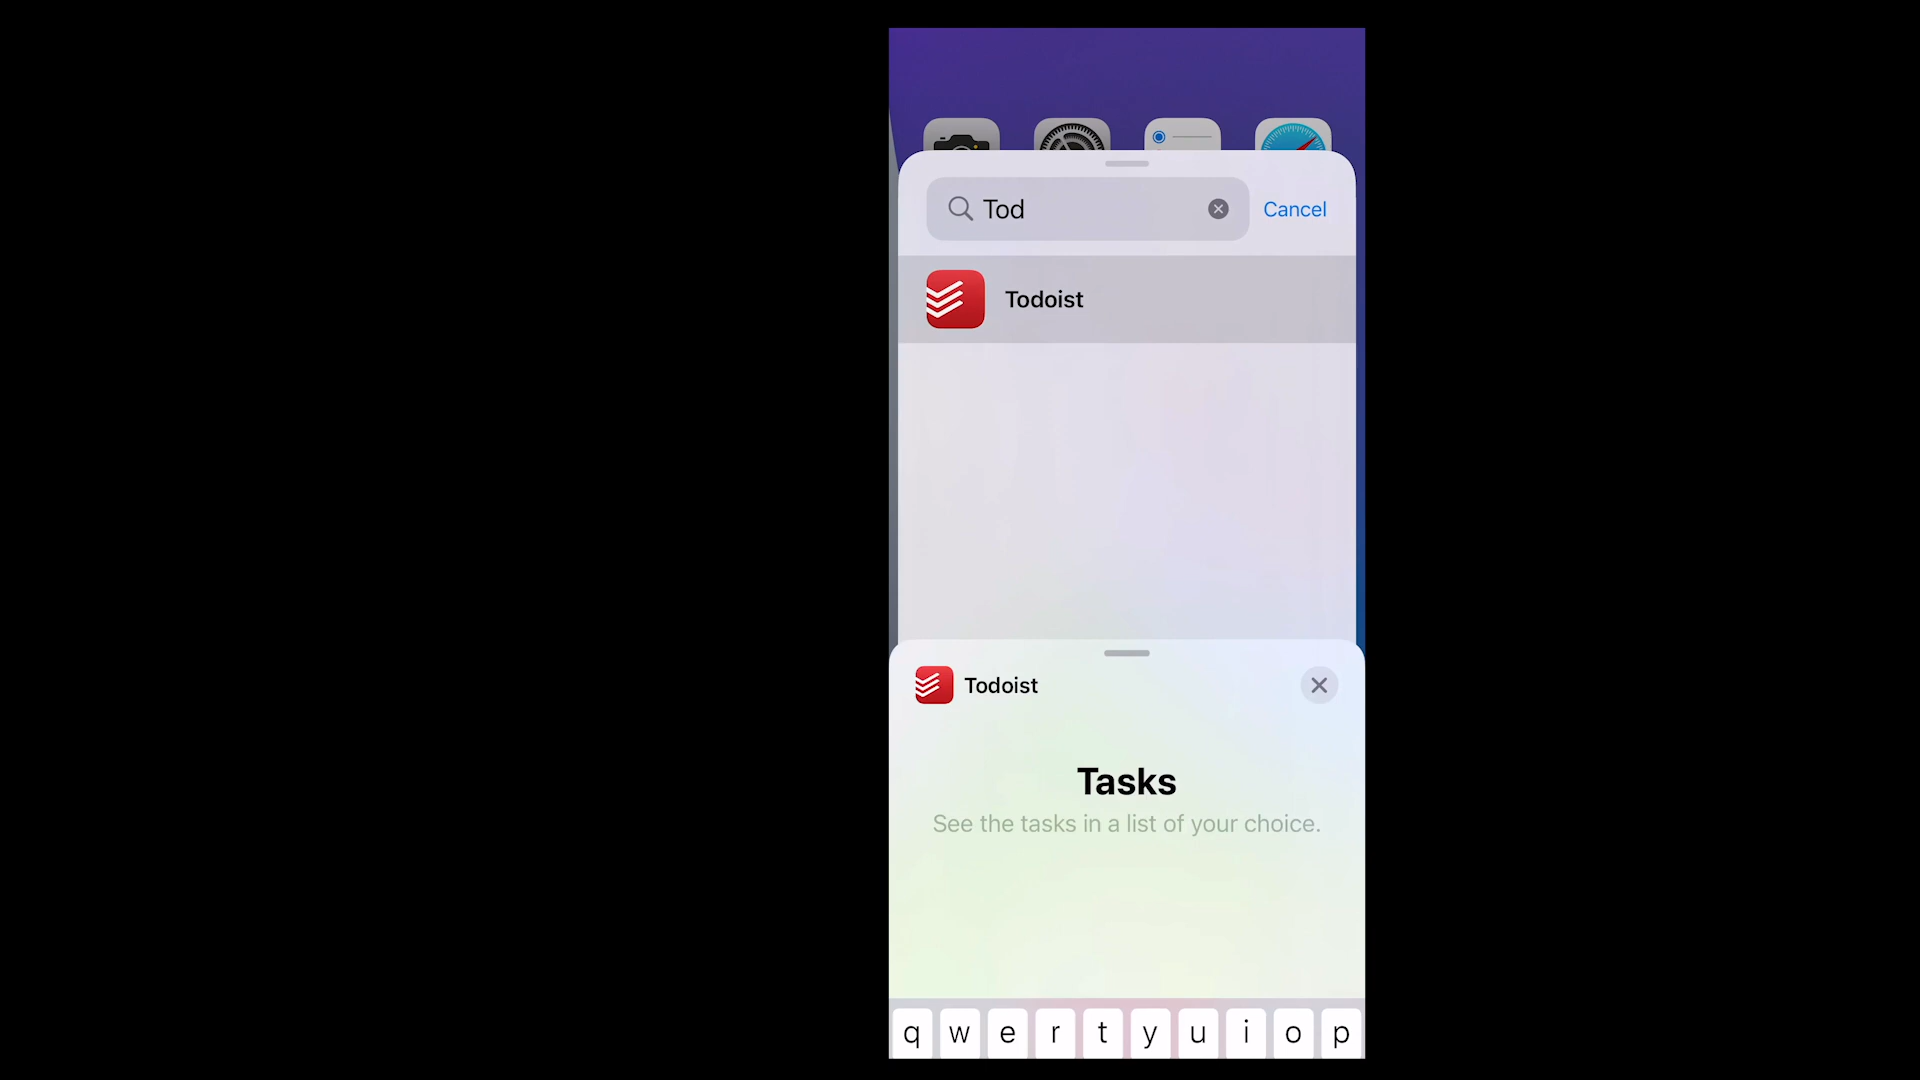 Tod
Cancel
Todoist
Todoist
Tasks
See the tasks in a list of your choice.
q w e r t y u i o p